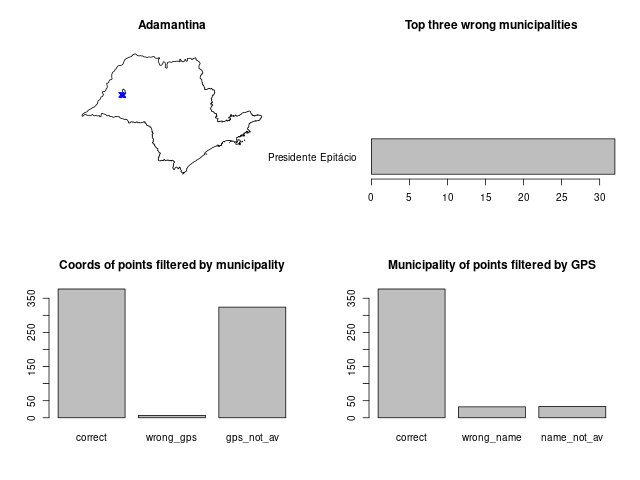 Adamantina
Top three wrong municipalities
Presidente Epitácio
0 5 10 15 20 25 30
Coords of points filtered by municipality
350
250
150
50
0
correct wrong_gps gps_not_av
Municipality of points filtered by GPS
350
250
150
50
0
correct wrong_name name_not_av